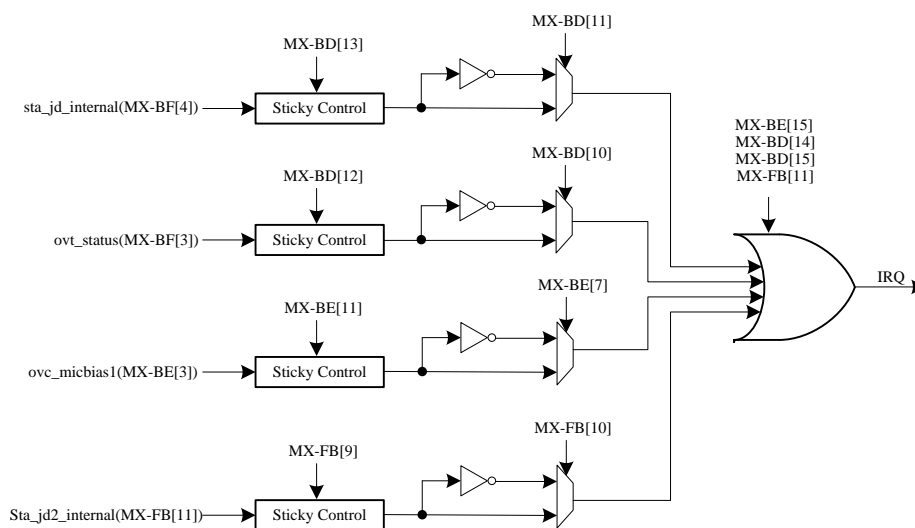 MX-BD[11]
MX-BD[13]
sta_jd_internal(MX-BF[4])
Sticky Control
MX-BE[15]
MX-BD[14]
MX-BD[15]
MX-FB[11]
MX-BD[10]
MX-BD[12]
ovt_status(MX-BF[3])
Sticky Control
IRQ
MX-BE[7]
MX-BE[11]
ovc_micbias1(MX-BE[3])
Sticky Control
MX-FB[10]
MX-FB[9]
Sta_jd2_internal(MX-FB[11])
Sticky Control